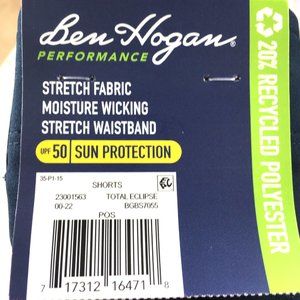 Ben Hogan®
PERFORMANCE
STRETCH FABRIC
MOISTURE WICKING
STRETCH WAISTBAND
UPF 50 SUN PROTECTION
20% RECYCLED POLYESTER
35-P1-15
SHORTS
23001563 TOTAL ECLIPSE
00-22 BGBS7055
POS
7 17312 16471 8